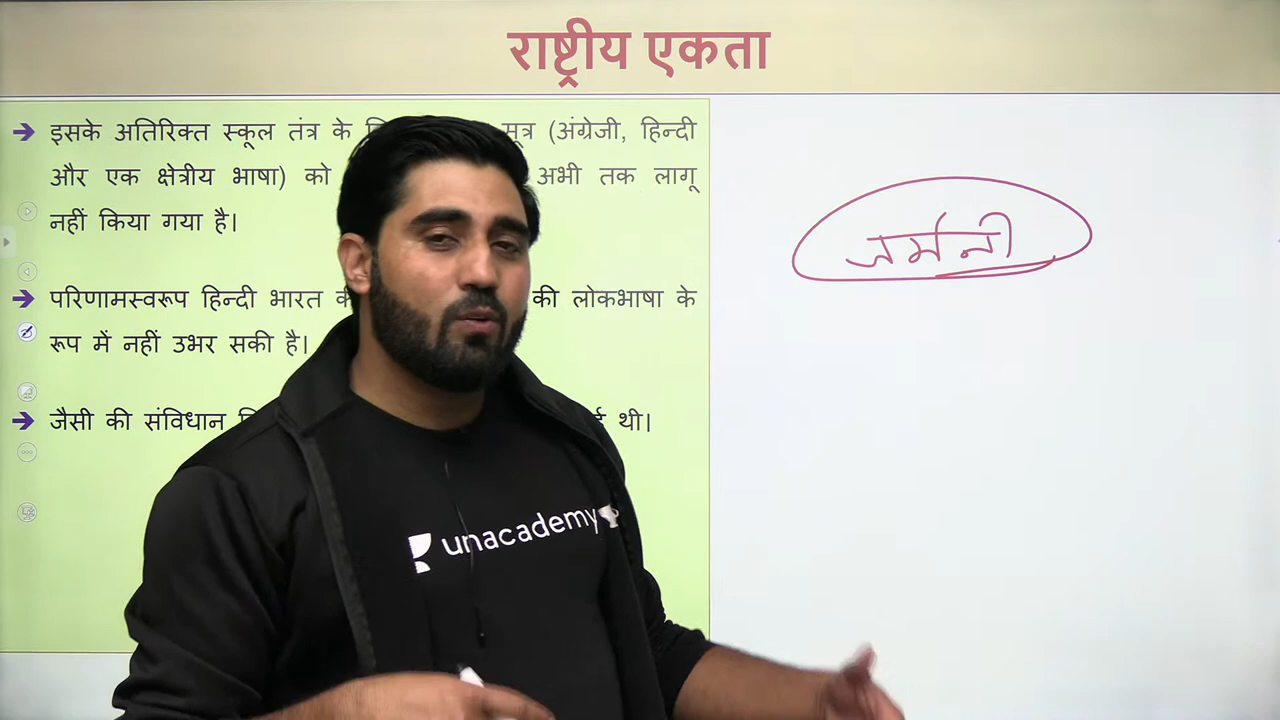 राष्ट्रीय एकता
इसके अतिरिक्त स्कूल तंत्र के सूत्र (अंग्रेजी, हिन्दी
और एक क्षेत्रीय भाषा) को अभी तक लागू
नहीं किया गया है।
परिणामस्वरूप हिन्दी भारत की लोकभाषा के
रूप में नहीं उभर सकी है।
जैसी की संविधान थी।
जर्मनी
unacademy